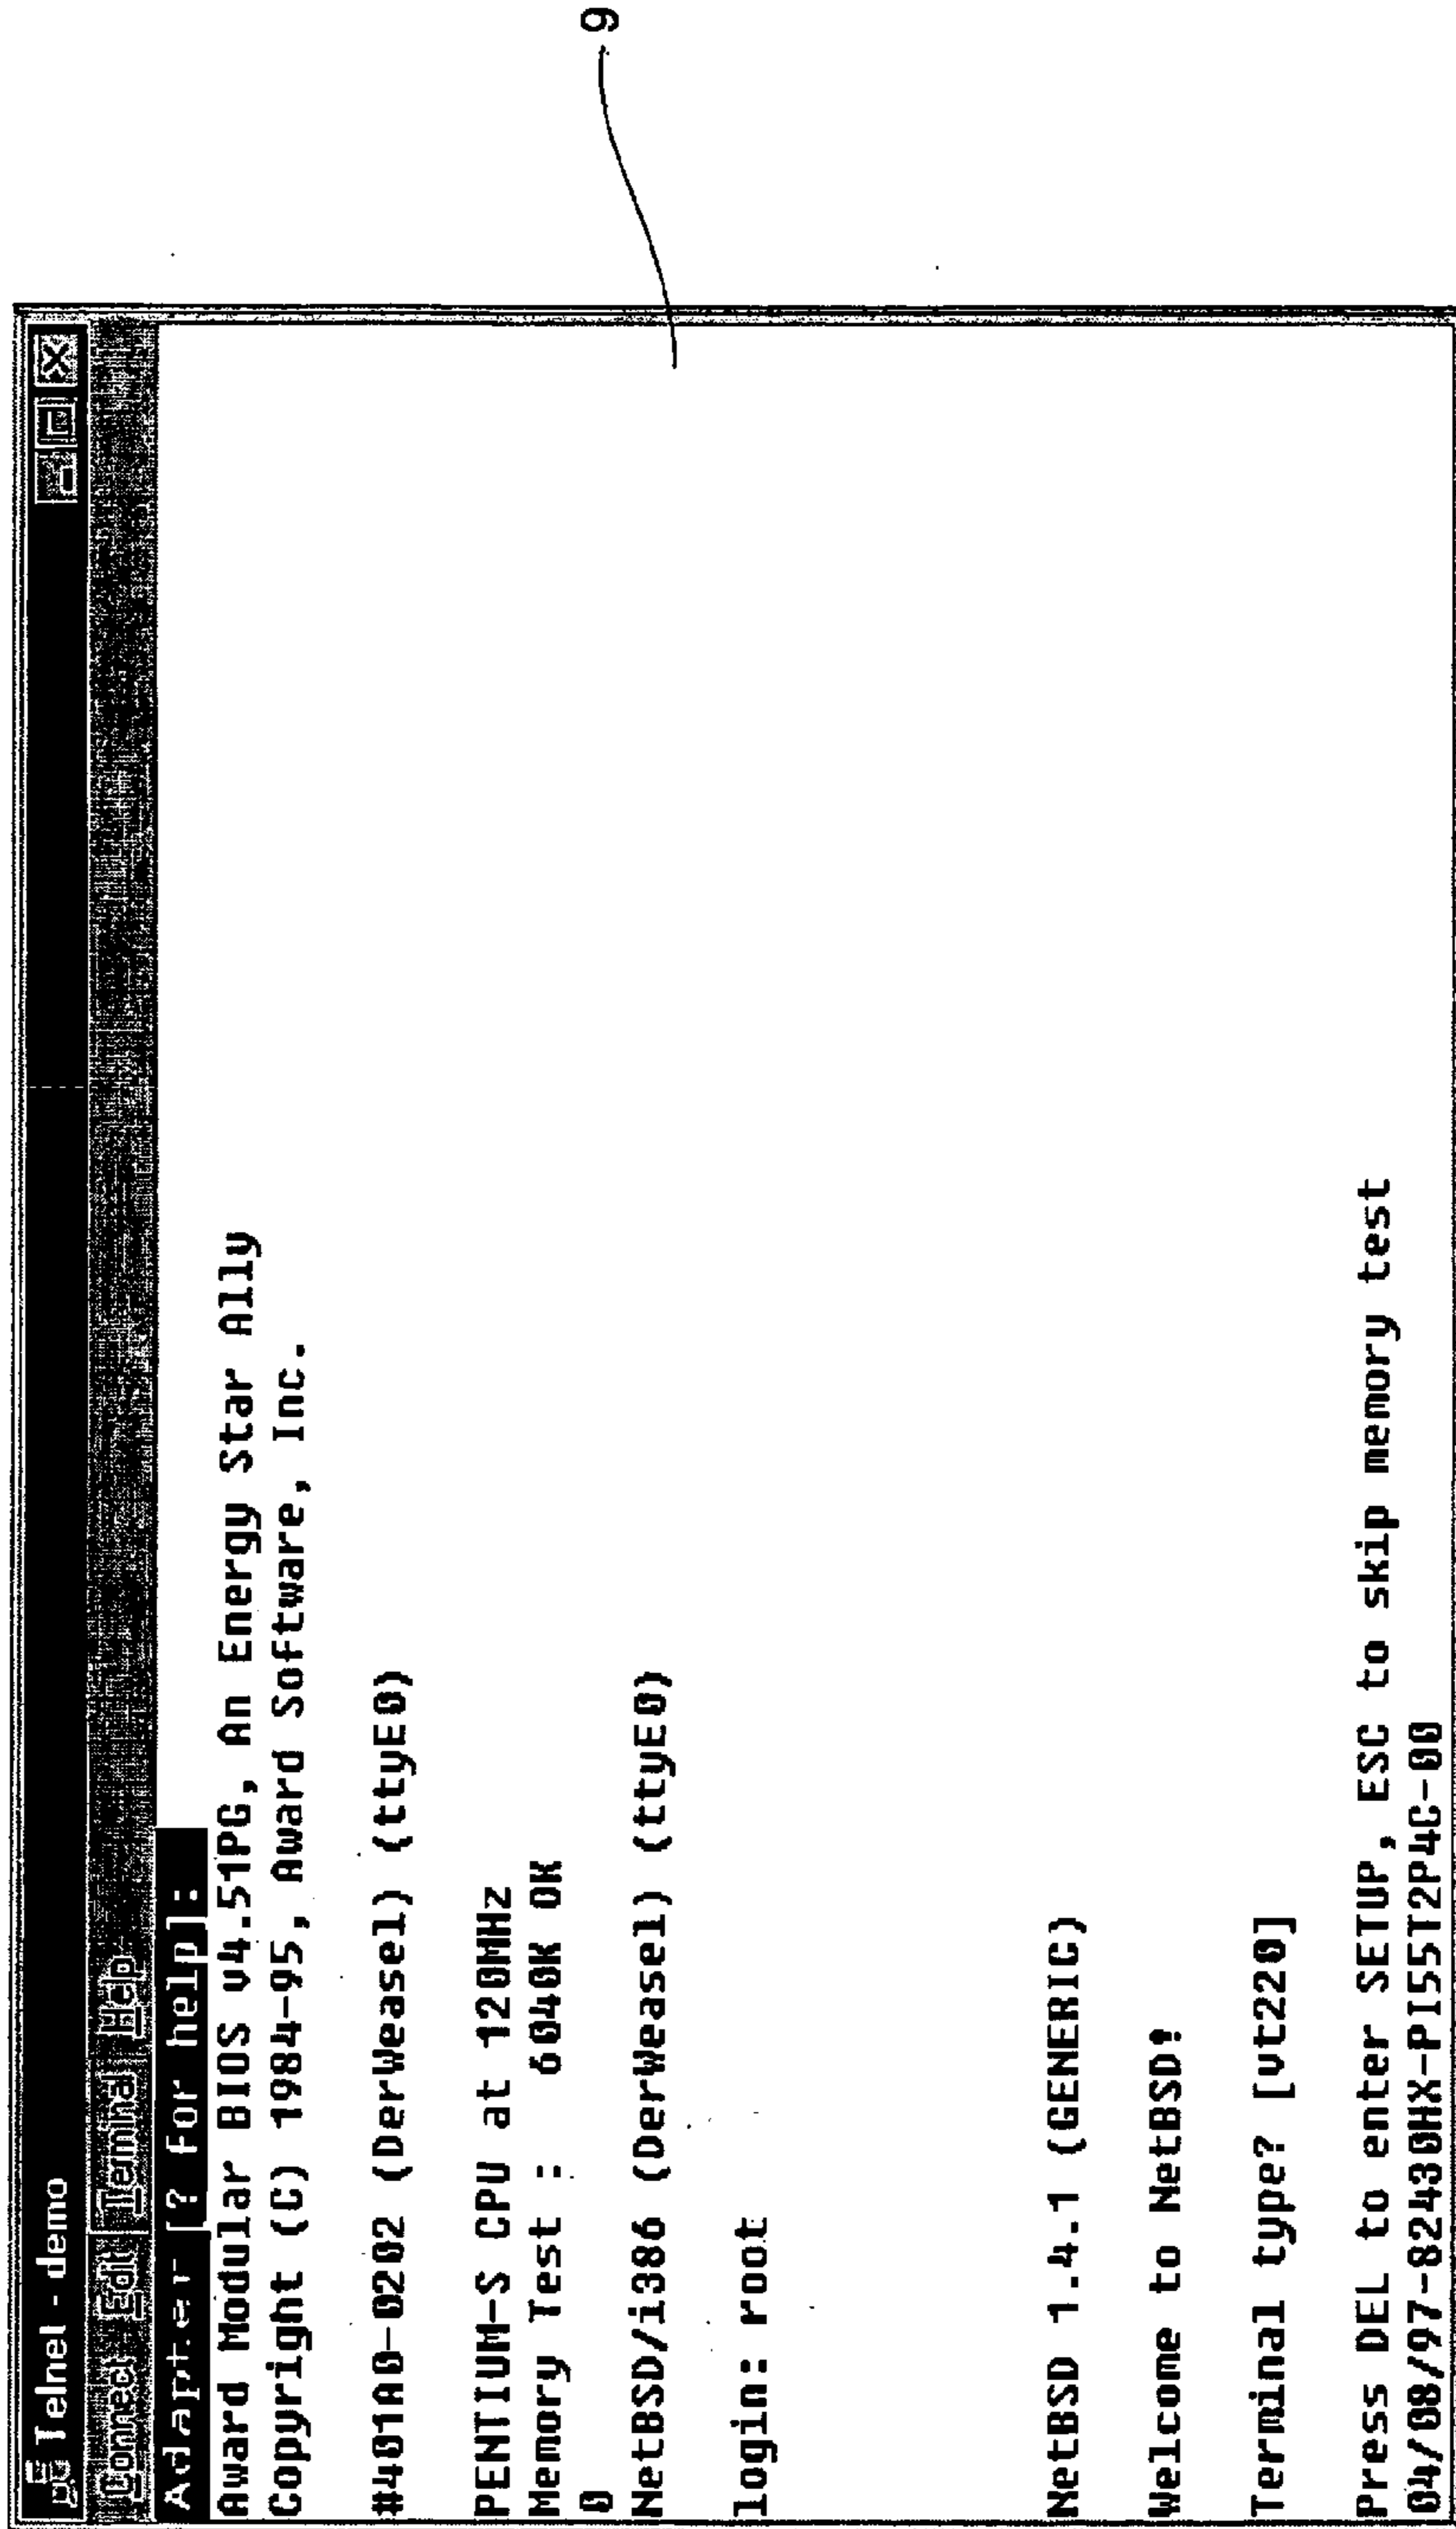 Telnet - demo
Connect Edit Terminal Help
Adapter [? for help]:
Award Modular BIOS v4.51PG, An Energy Star Ally
Copyright (C) 1984-95, Award Software, Inc.
#401A0-0202 (DerWeasel) (ttyE0)
PENTIUM-S CPU at 120MHz
Memory Test :   6040K OK
0
NetBSD/i386 (DerWeasel) (ttyE0)
login: root
NetBSD 1.4.1 (GENERIC)
Welcome to NetBSD!
Terminal type? [vt220]
Press DEL to enter SETUP, ESC to skip memory test
04/08/97-82430HX-PI55T2P4C-00
9